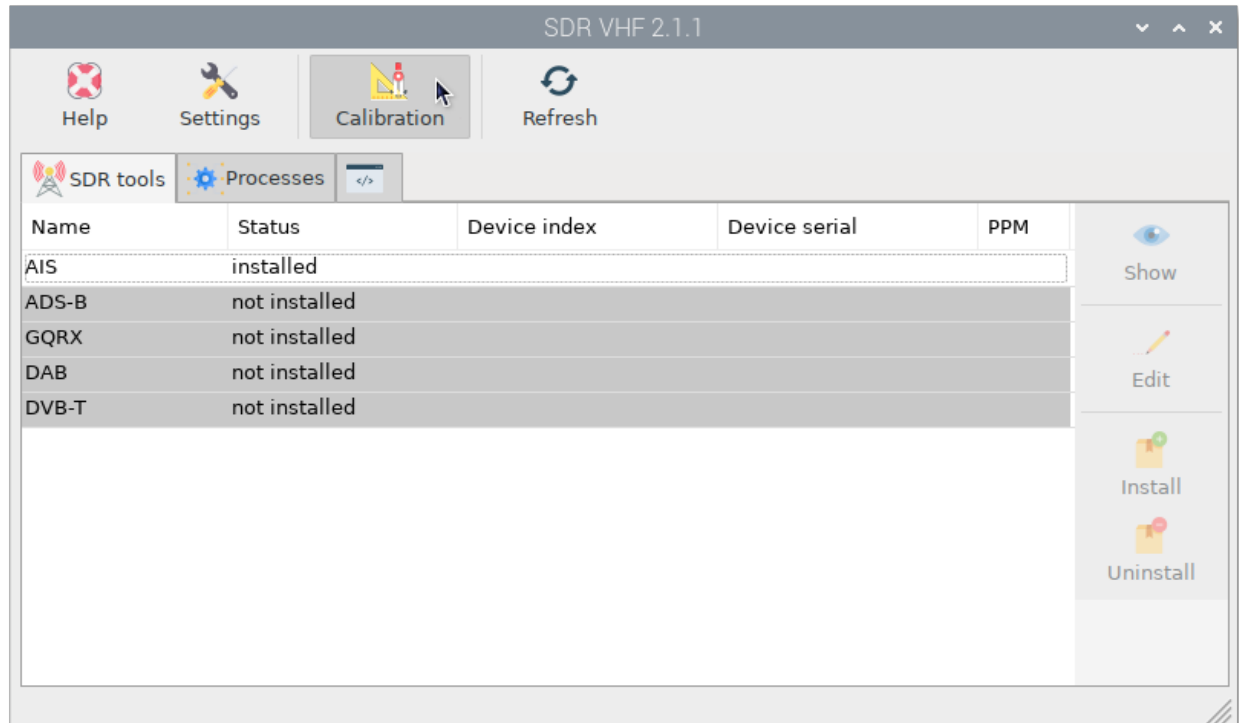 SDR VHF 2.1.1
Help Settings Calibration Refresh
SDR tools Processes </>
Name Status Device index Device serial PPM
AIS installed
ADS-B not installed
GQRX not installed
DAB not installed
DVB-T not installed
Show
Edit
Install
Uninstall